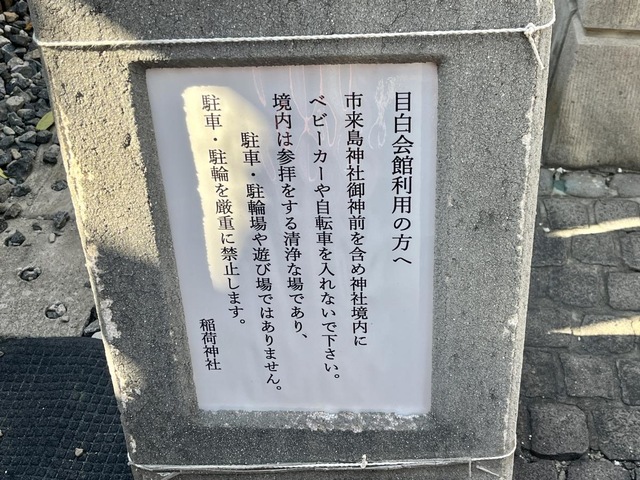 目白会館利用の方へ
市来島神社御神前を含め神社境内に
ベビーカーや自転車を入れないで下さい。
境内は参拝をする清浄な場であり、
駐車・駐輪場や遊び場ではありません。
駐車・駐輪を厳重に禁止します。
稲荷神社